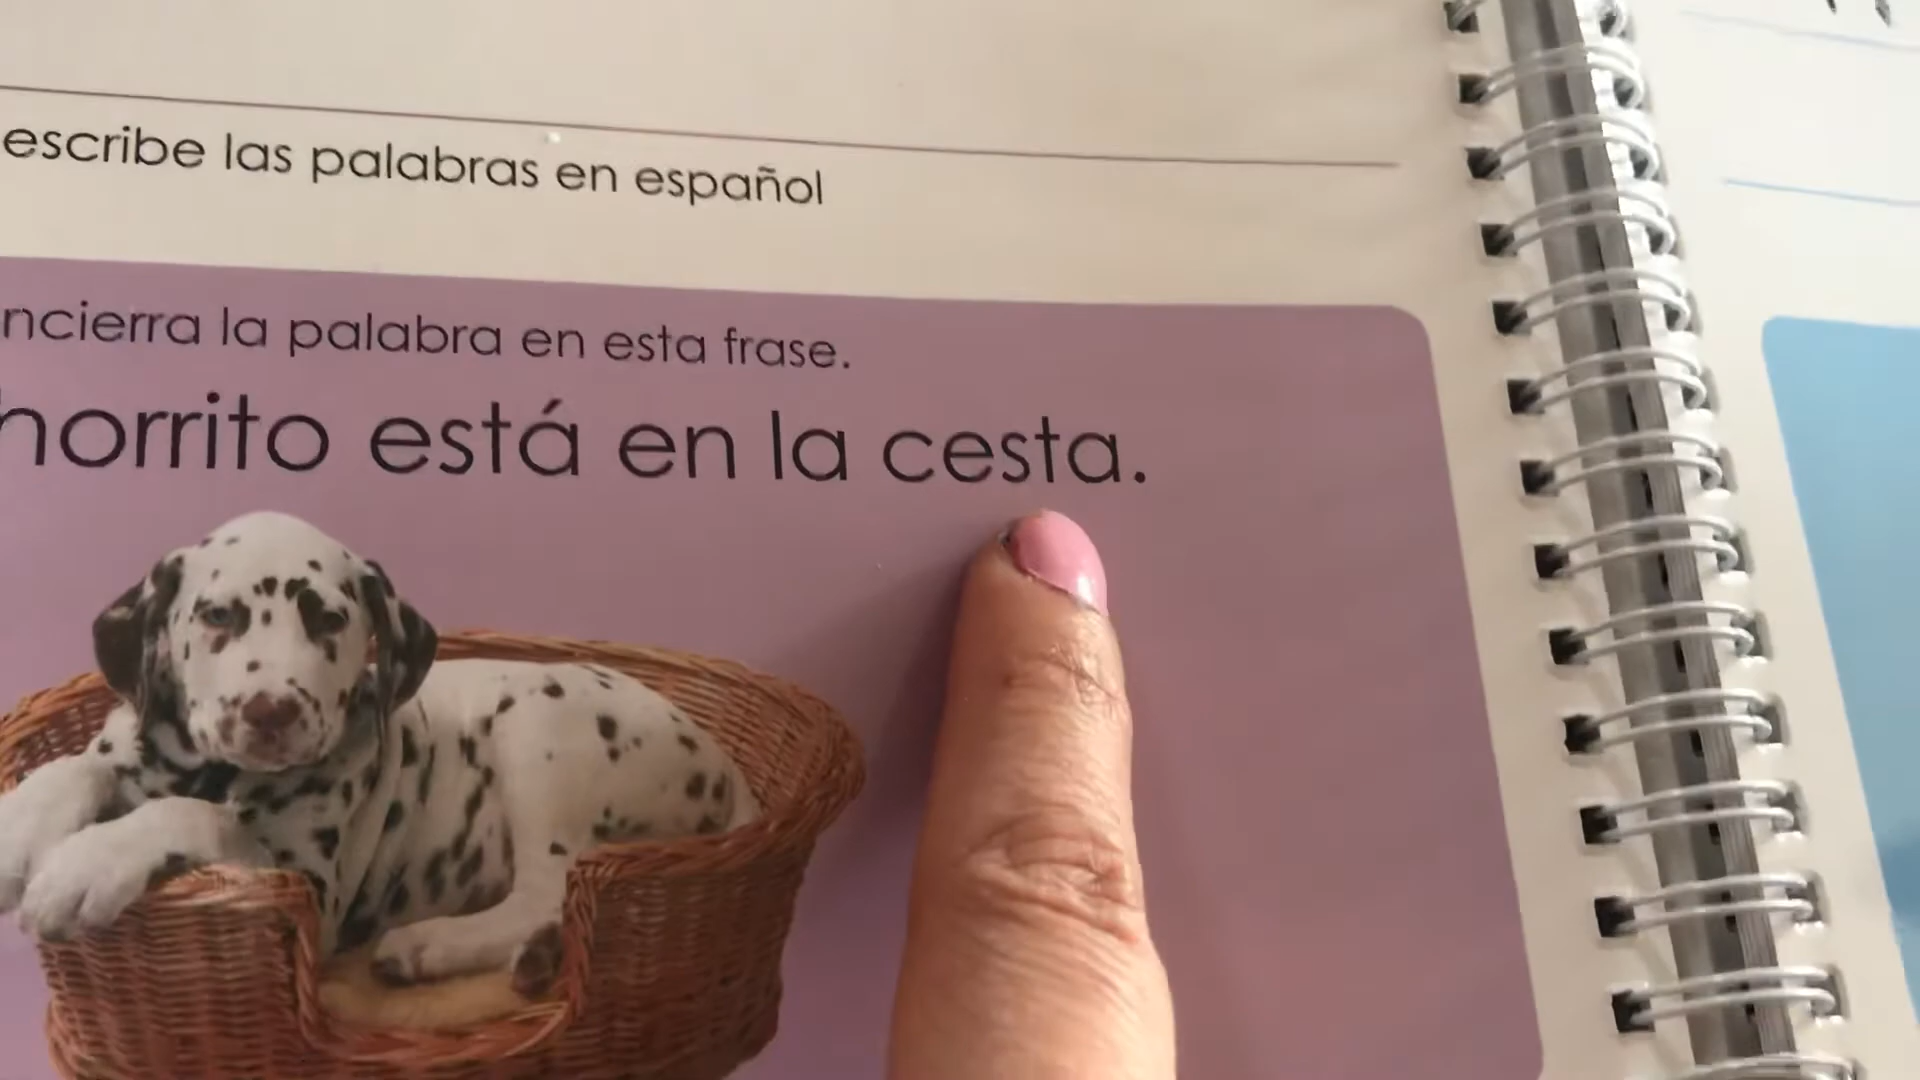 escribe las palabras en español
ncierra la palabra en esta frase.
horrito está en la cesta.